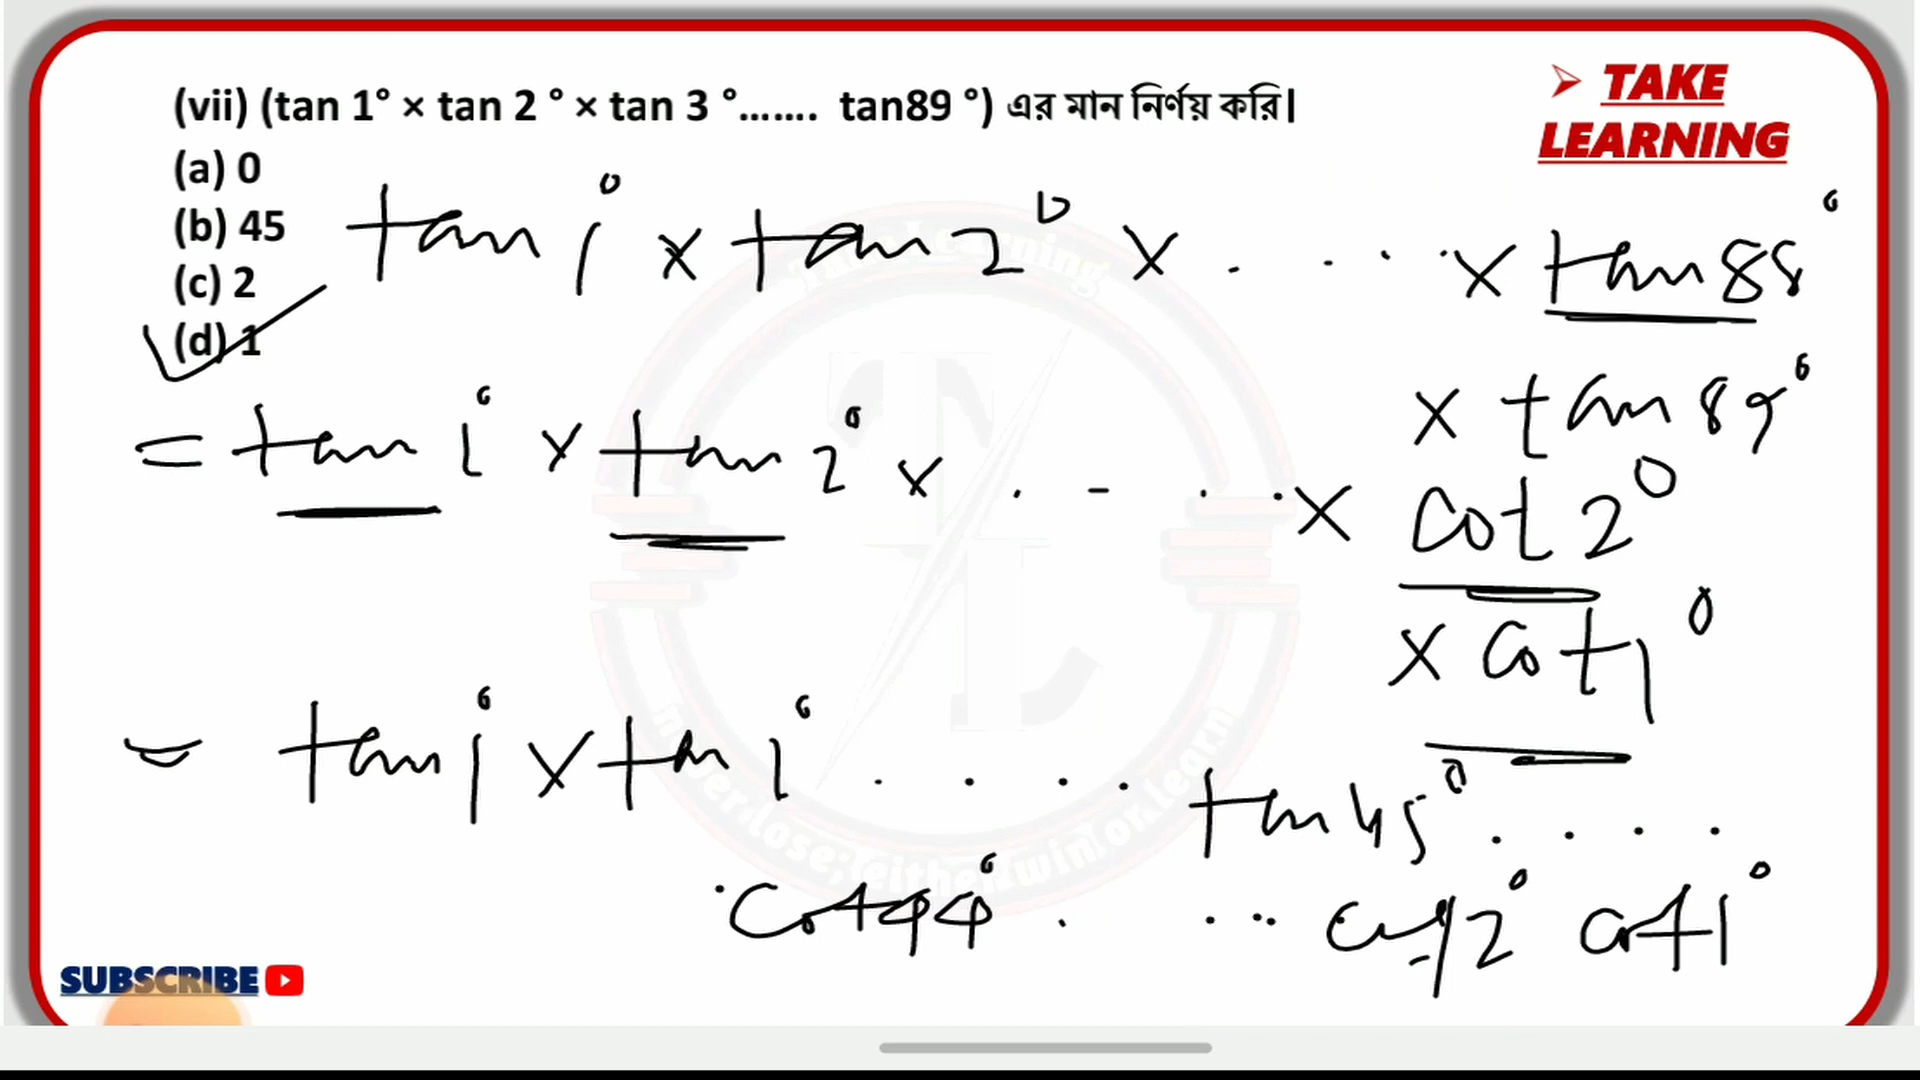 (vii) (tan 1° × tan 2 ° × tan 3 °....... tan89 °) এর মান নির্ণয় করি।
➢ TAKE LEARNING
(a) 0
(b) 45
(c) 2
(d) 1
tan 1° × tan 2° × . . . . × tan 88°
× tan 89°
= tan 1° × tan 2° × . - . . × cot 2°
× cot 1°
= tan 1° × tan 1° . . . . tan 45° . . . .
cot 44° . . . . cot 2° cot 1°
SUBSCRIBE